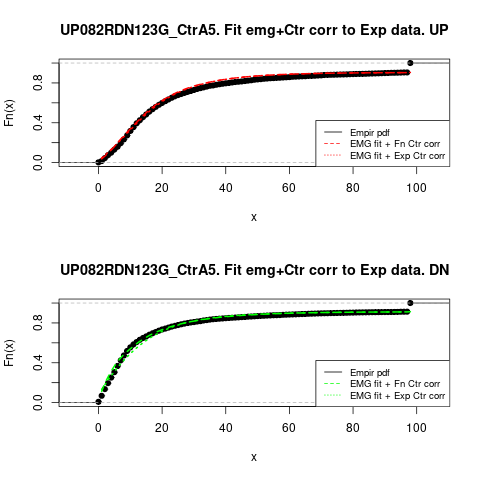 UP082RDN123G_CtrA5. Fit emg+Ctr corr to Exp data. UP
Fn(x)
0.0 0.4 0.8
Empir pdf
EMG fit + Fn Ctr corr
EMG fit + Exp Ctr corr
0 20 40 60 80 100
x
UP082RDN123G_CtrA5. Fit emg+Ctr corr to Exp data. DN
Fn(x)
0.0 0.4 0.8
Empir pdf
EMG fit + Fn Ctr corr
EMG fit + Exp Ctr corr
0 20 40 60 80 100
x